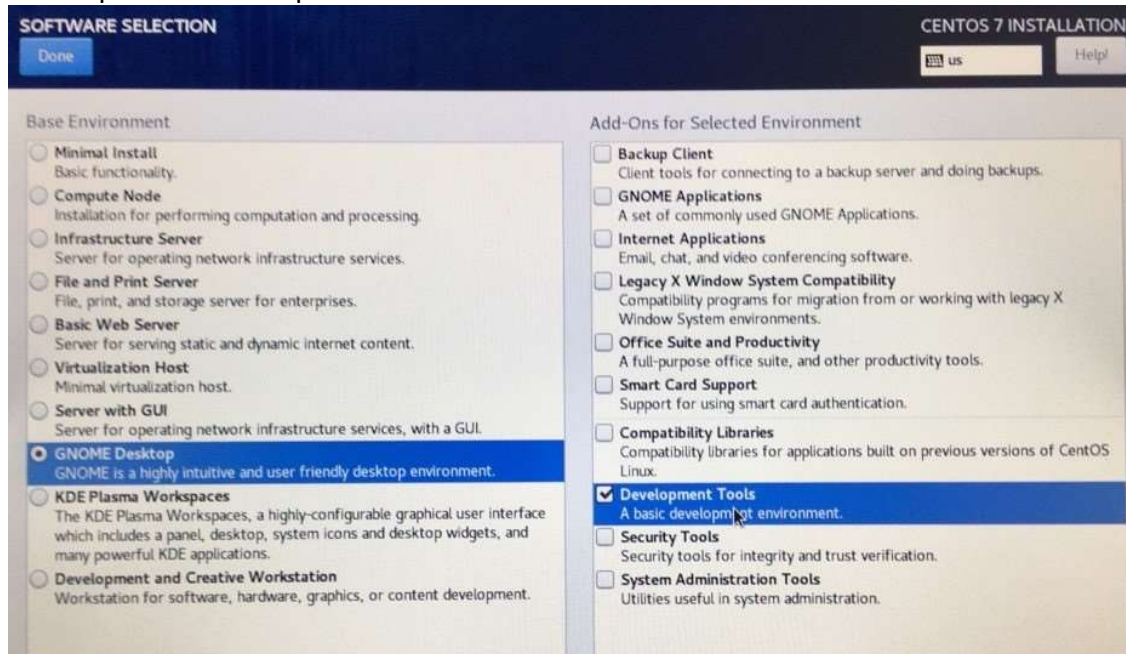 SOFTWARE SELECTION
CENTOS 7 INSTALLATION
Done
us
Help!
Base Environment
Minimal Install
Basic functionality.
Compute Node
Installation for performing computation and processing.
Infrastructure Server
Server for operating network infrastructure services.
File and Print Server
File, print, and storage server for enterprises.
Basic Web Server
Server for serving static and dynamic internet content.
Virtualization Host
Minimal virtualization host.
Server with GUI
Server for operating network infrastructure services, with a GUI.
GNOME Desktop
GNOME is a highly intuitive and user friendly desktop environment.
KDE Plasma Workspaces
The KDE Plasma Workspaces, a highly-configurable graphical user interface
which includes a panel, desktop, system icons and desktop widgets, and
many powerful KDE applications.
Development and Creative Workstation
Workstation for software, hardware, graphics, or content development.
Add-Ons for Selected Environment
Backup Client
Client tools for connecting to a backup server and doing backups.
GNOME Applications
A set of commonly used GNOME Applications.
Internet Applications
Email, chat, and video conferencing software.
Legacy X Window System Compatibility
Compatibility programs for migration from or working with legacy X
Window System environments.
Office Suite and Productivity
A full-purpose office suite, and other productivity tools.
Smart Card Support
Support for using smart card authentication.
Compatibility Libraries
Compatibility libraries for applications built on previous versions of CentOS
Linux.
Development Tools
A basic development environment.
Security Tools
Security tools for integrity and trust verification.
System Administration Tools
Utilities useful in system administration.